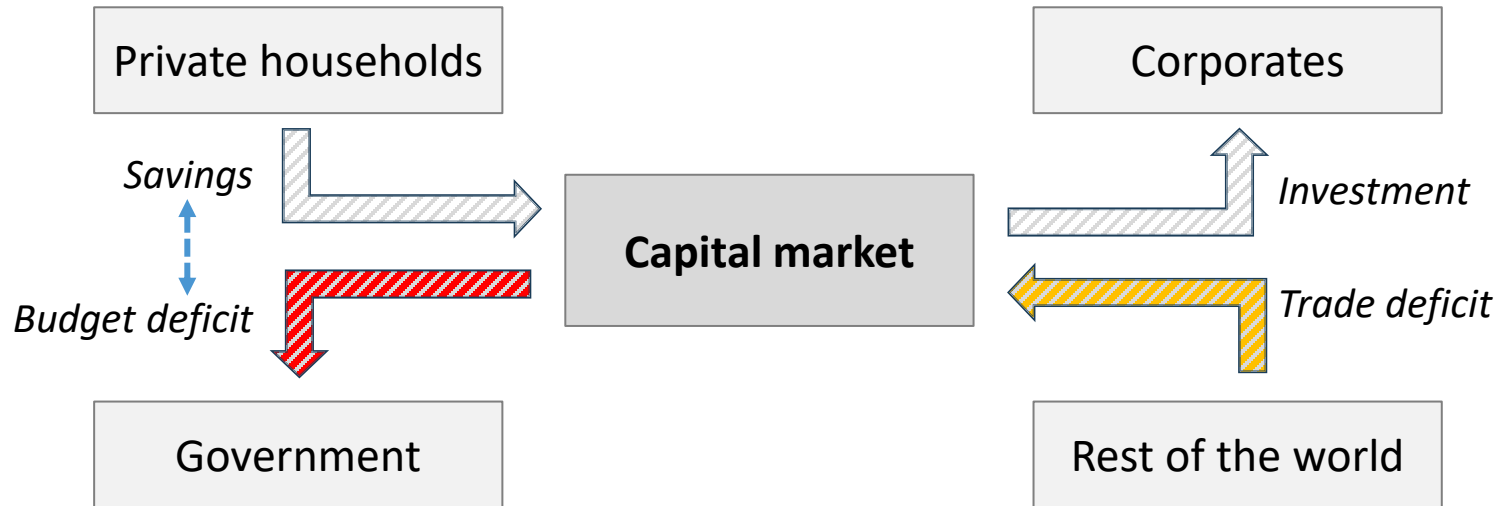 Private households
Corporates
Savings
Investment
Capital market
Budget deficit
Trade deficit
Government
Rest of the world